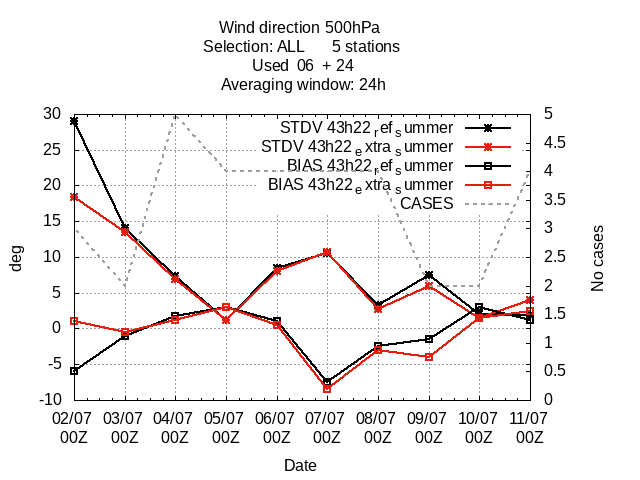 Wind direction 500hPa
Selection: ALL 5 stations
Used 06 + 24
Averaging window: 24h
30
25
20
15
10
5
0
-5
-10
deg
STDV 43h22refsummer
STDV 43h22extrasummer
BIAS 43h22refsummer
BIAS 43h22extrasummer
CASES
5
4.5
4
3.5
3
2.5
2
1.5
1
0.5
0
No cases
02/07 03/07 04/07 05/07 06/07 07/07 08/07 09/07 10/07 11/07
00Z 00Z 00Z 00Z 00Z 00Z 00Z 00Z 00Z 00Z
Date